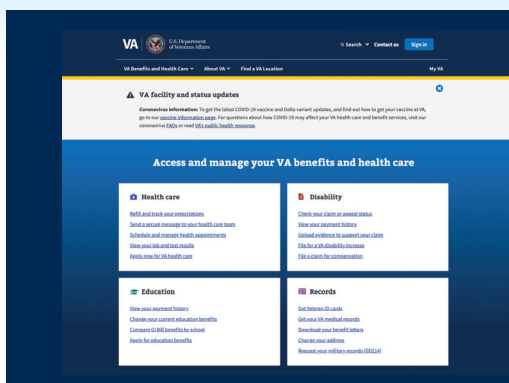 VA
U.S. Department
of Veterans Affairs
Search Contact us Sign in
VA Benefits and Health Care About VA Find a VA Location My VA
VA facility and status updates
Coronavirus information: To get the latest COVID-19 vaccine and Delta variant updates, and find out how to get your vaccine at VA,
go to our vaccine information page. For questions about how COVID-19 may affect your VA health care and benefit services, visit our
coronavirus FAQs or read VA's public health response.
Access and manage your VA benefits and health care
Health care
Refill and track your prescriptions
Send a secure message to your health care team
Schedule and manage health appointments
View your lab and test results
Apply now for VA health care
Disability
Check your claim or appeal status
View your payment history
Upload evidence to support your claim
File for a VA disability increase
File a claim for compensation
Education
View your payment history
Change your current education benefits
Compare GI Bill benefits by school
Apply for education benefits
Records
Get Veteran ID cards
Get your VA medical records
Download your benefit letters
Change your address
Request your military records (DD214)